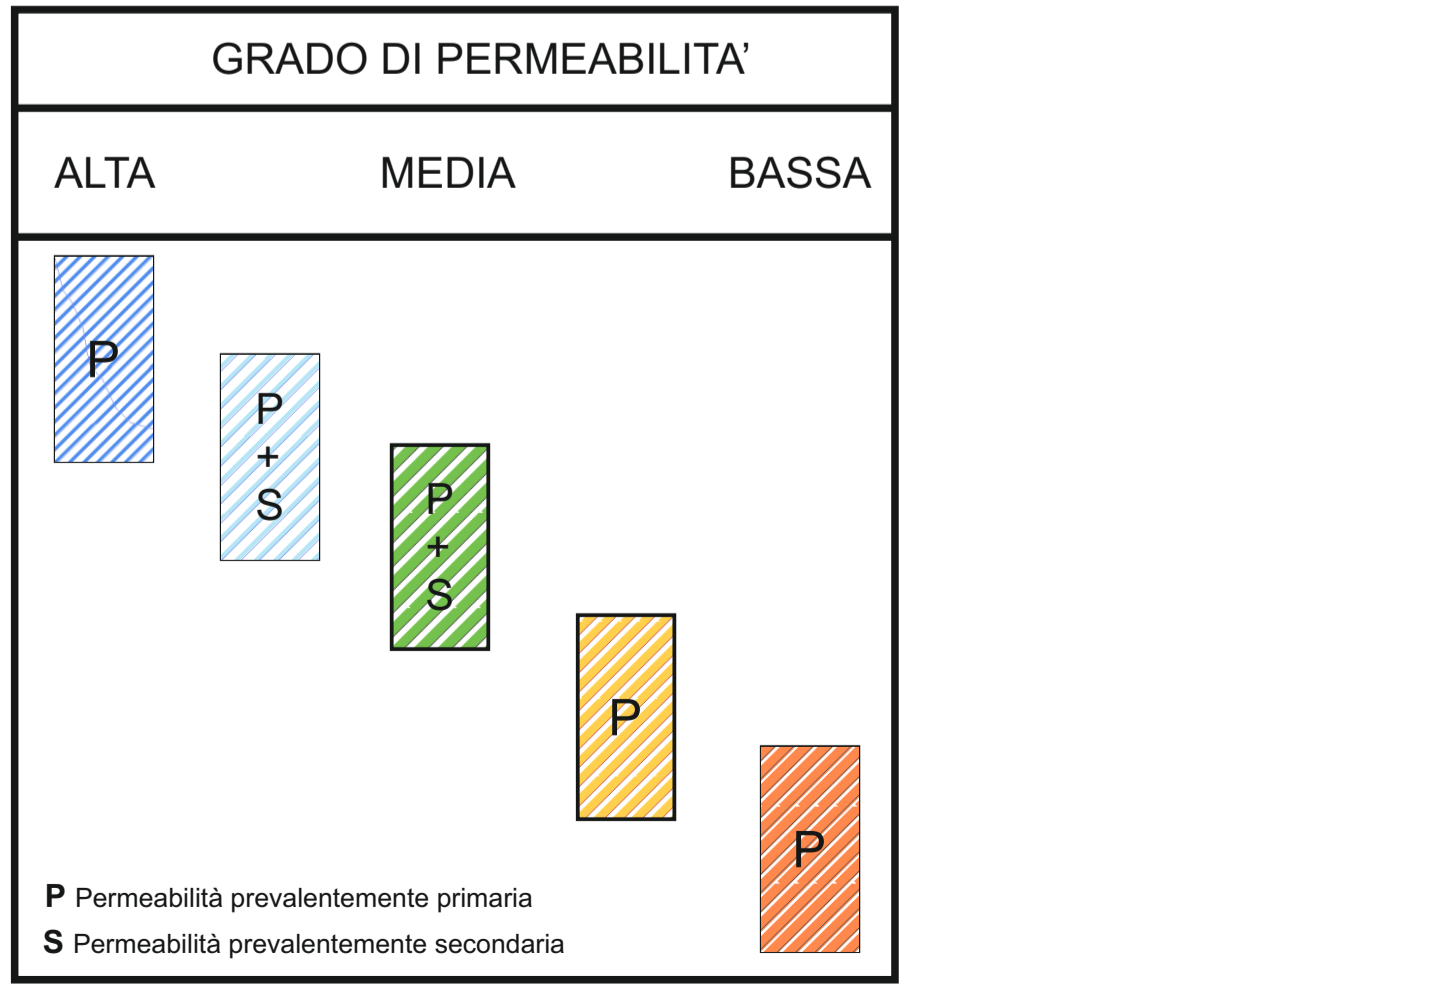 GRADO DI PERMEABILITA’
ALTA MEDIA BASSA
P
P
+
S
P
+
S
P
P
P Permeabilità prevalentemente primaria
S Permeabilità prevalentemente secondaria